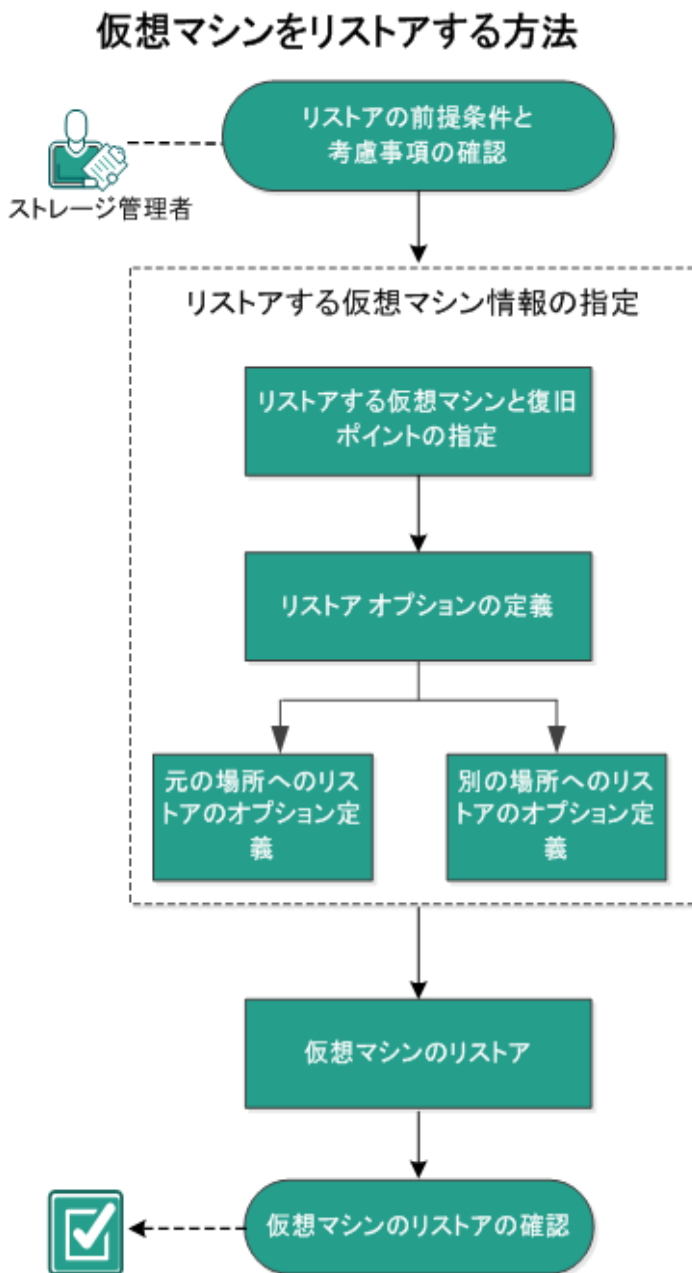 仮想マシンをリストアする方法
リストアの前提条件と
考慮事項の確認
ストレージ管理者
リストアする仮想マシン情報の指定
リストアする仮想マシンと復旧
ポイントの指定
リストア オプションの定義
元の場所へのリス
トアのオプション定
義
別の場所へのリス
トアのオプション定
義
仮想マシンのリストア
仮想マシンのリストアの確認